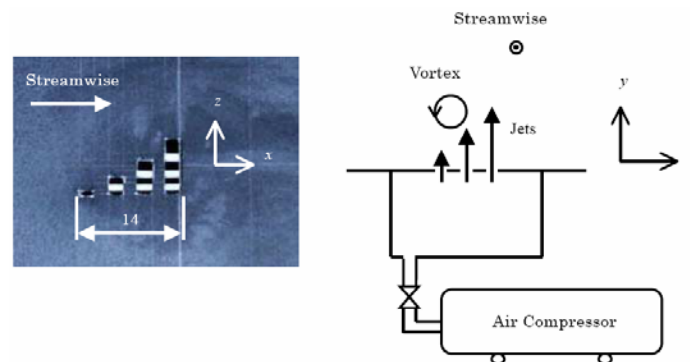 Streamwise
z
x
14
Streamwise
Vortex
Jets
y
Air Compressor